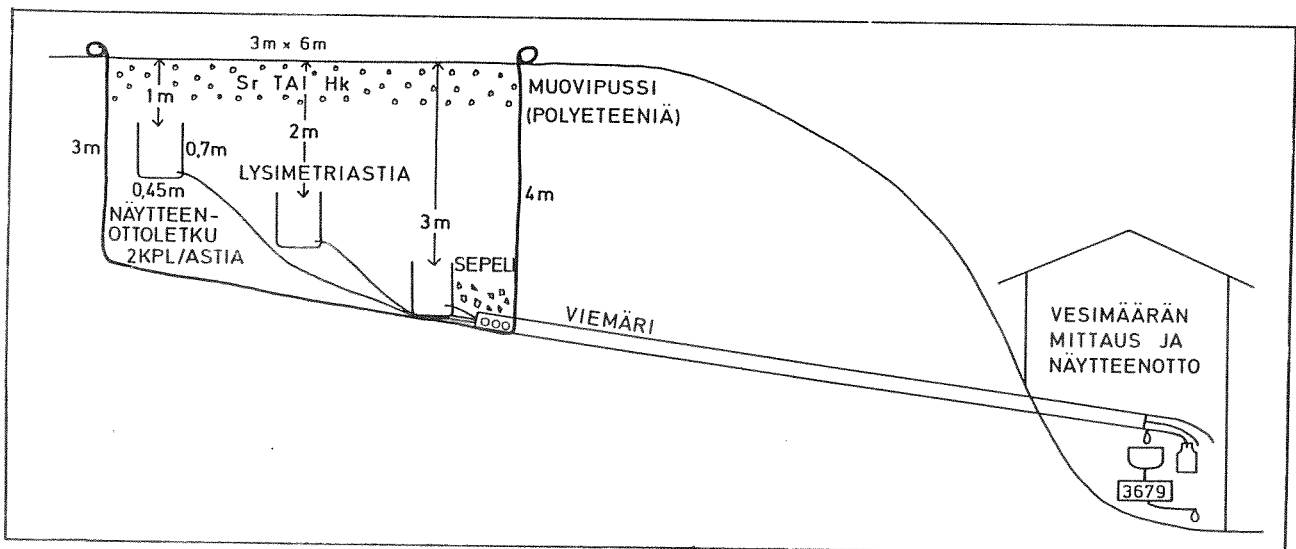 3m × 6m
Sr TAI Hk
1m
2m
3m
0,7m
0,45m
LYSIMETRIASTIA
3m
NÄYTTEEN-
OTTOLETKU
2KPL/ASTIA
SEPELI
MUOVIPUSSI
(POLYETEENIÄ)
4m
VIEMÄRI
VESIMÄÄRÄN
MITTAUS JA
NÄYTTEENOTTO
3679